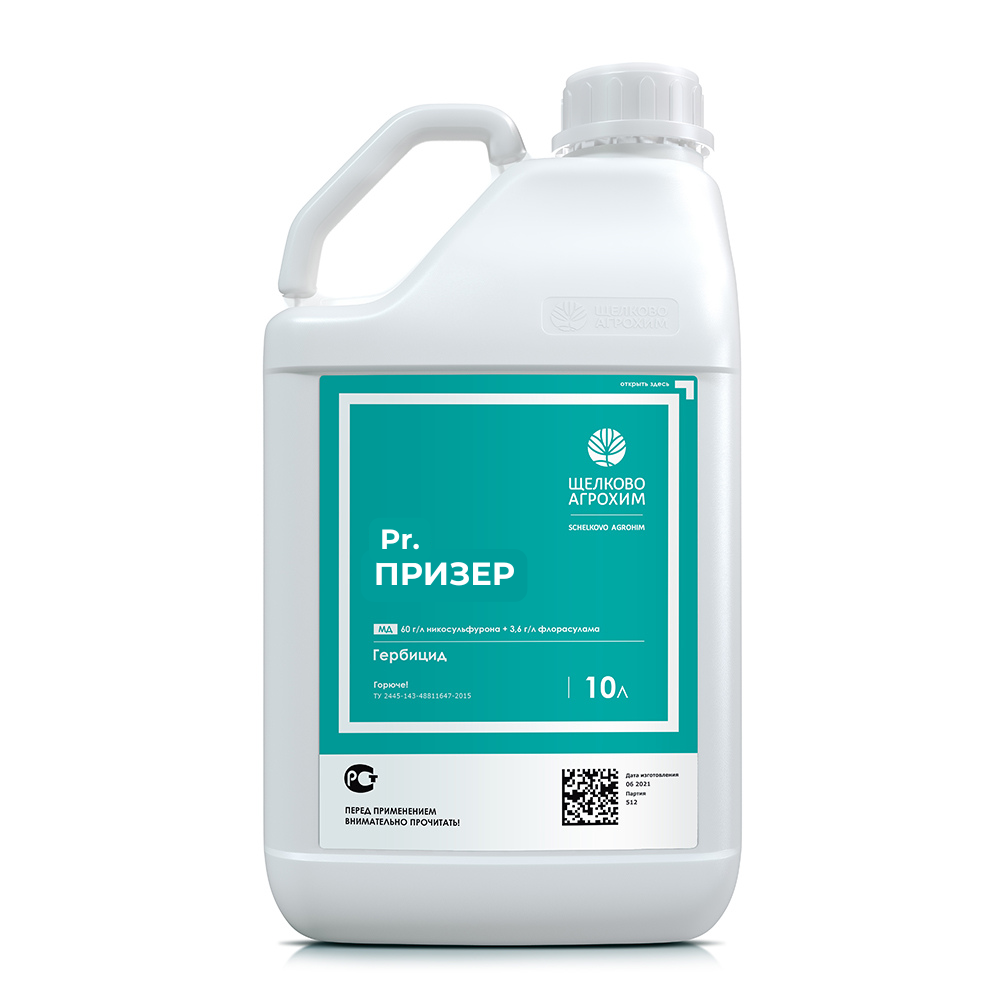 ЩЕЛКОВО
АГРОХИМ
открыть здесь
ЩЕЛКОВО
АГРОХИМ
SCHELKOVO AGROHIM
Pr.
ПРИЗЕР
МД 60 г/л никосульфурона + 3,6 г/л флорасулама
Гербицид
Горюче!
ТУ 2445-143-48811647-2015
10л
РСТ
ПЕРЕД ПРИМЕНЕНИЕМ
ВНИМАТЕЛЬНО ПРОЧИТАТЬ!
Дата изготовления
06 2021
Партия
512